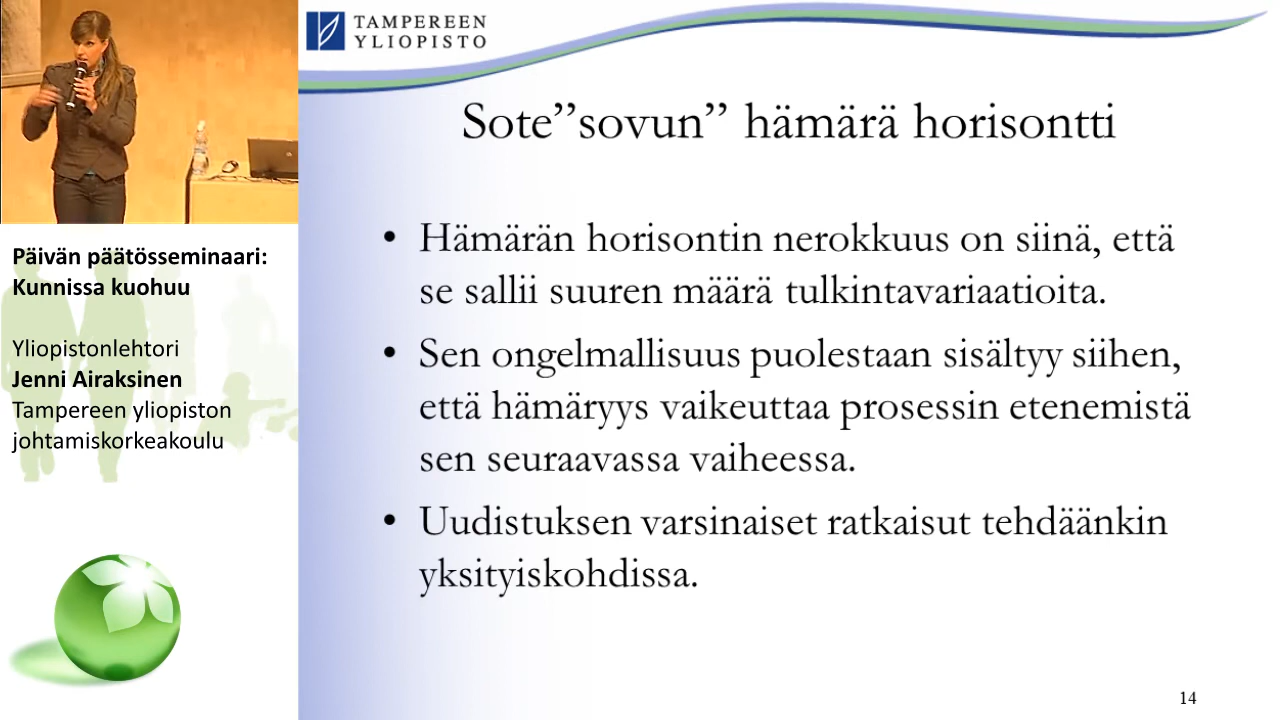 TAMPEREEN
YLIOPISTO
Sote”sovun” hämärä horisontti
• Hämärän horisontin nerokkuus on siinä, että
se sallii suuren määrä tulkintavariaatioita.
• Sen ongelmallisuus puolestaan sisältyy siihen,
että hämäryys vaikeuttaa prosessin etenemistä
sen seuraavassa vaiheessa.
• Uudistuksen varsinaiset ratkaisut tehdäänkin
yksityiskohdissa.
14
Päivän päätösseminaari:
Kunnissa kuohuu
Yliopistonlehtori
Jenni Airaksinen
Tampereen yliopiston
johtamiskorkeakoulu